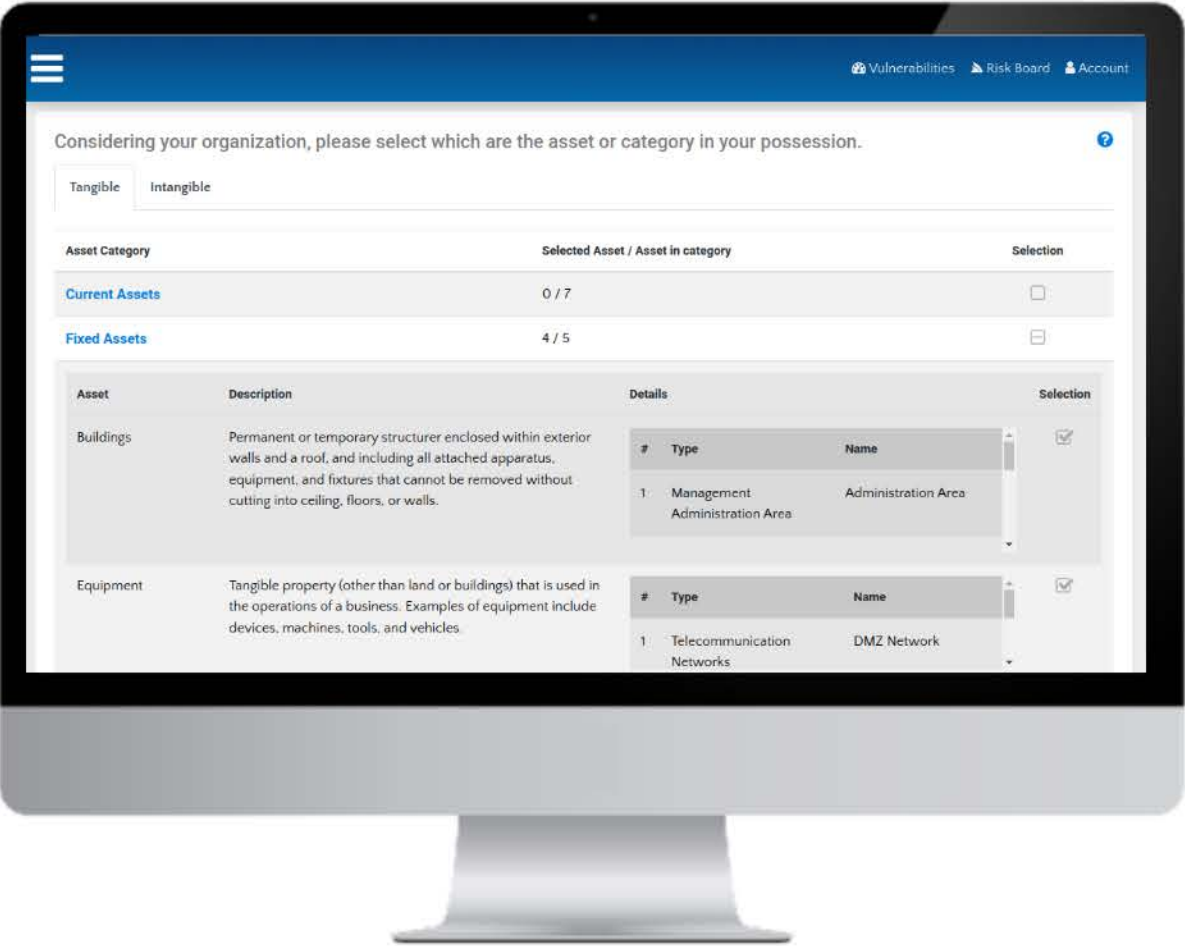 Vulnerabilities Risk Board Account
Considering your organization, please select which are the asset or category in your possession.
Tangible Intangible
Asset Category Selected Asset / Asset in category Selection
Current Assets 0 / 7
Fixed Assets 4 / 5
Asset Description Details Selection
Buildings
Permanent or temporary structurer enclosed within exterior
walls and a roof, and including all attached apparatus,
equipment, and fixtures that cannot be removed without
cutting into ceiling, floors, or walls.
# Type Name
1 Management Administration Area
Administration Area
Equipment
Tangible property (other than land or buildings) that is used in
the operations of a business. Examples of equipment include
devices, machines, tools, and vehicles.
# Type Name
1 Telecommunication DMZ Network
Networks